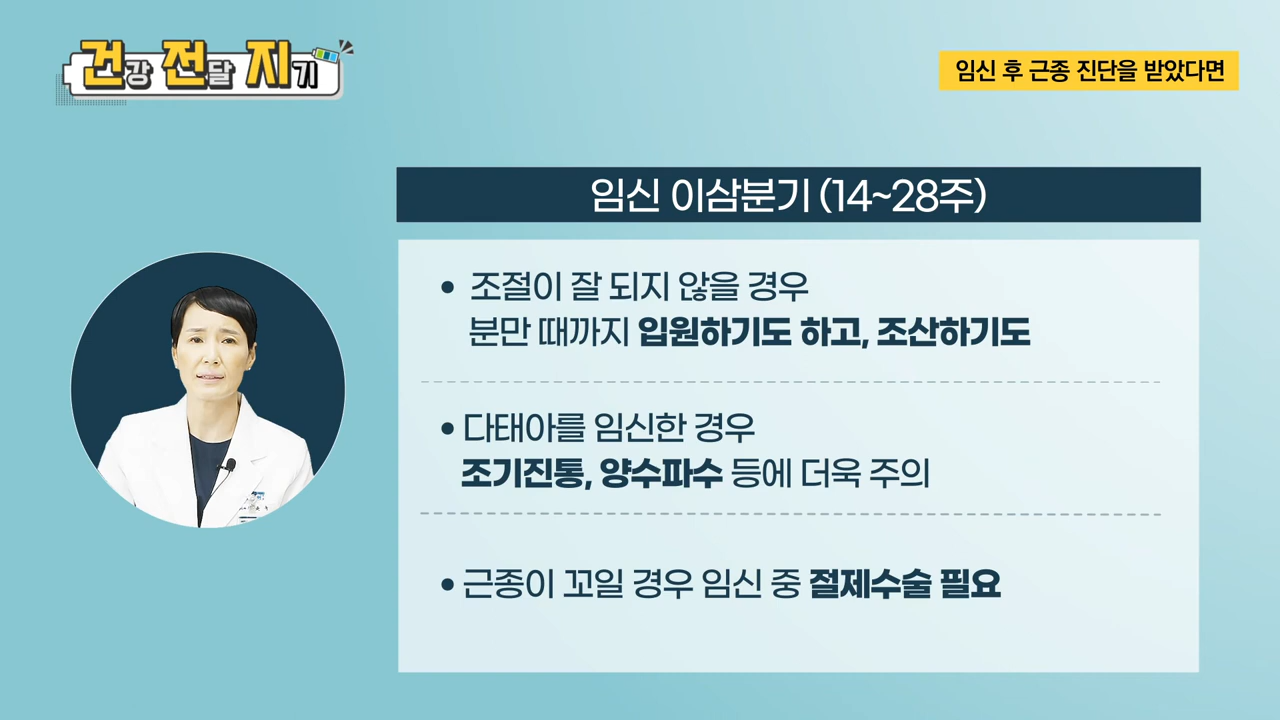 건강 전달 지기
임신 후 근종 진단을 받았다면
임신 이삼분기 (14~28주)
• 조절이 잘 되지 않을 경우
분만 때까지 입원하기도 하고, 조산하기도
• 다태아를 임신한 경우
조기진통, 양수파수 등에 더욱 주의
• 근종이 꼬일 경우 임신 중 절제수술 필요